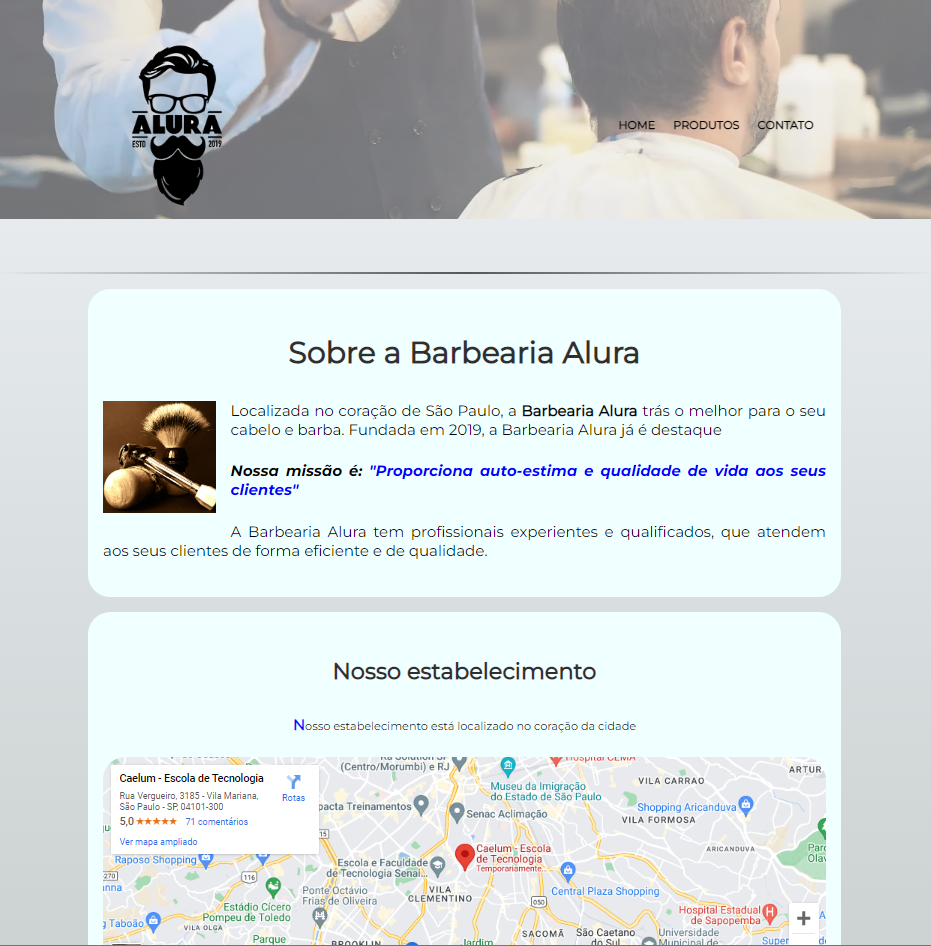 ALURA
ESTD 2019
HOME PRODUTOS CONTATO
Sobre a Barbearia Alura
Localizada no coração de São Paulo, a Barbearia Alura trás o melhor para o seu
cabelo e barba. Fundada em 2019, a Barbearia Alura já é destaque
Nossa missão é: "Proporciona auto-estima e qualidade de vida aos seus
clientes"
A Barbearia Alura tem profissionais experientes e qualificados, que atendem
aos seus clientes de forma eficiente e de qualidade.
Nosso estabelecimento
Nosso estabelecimento está localizado no coração da cidade
Caelum - Escola de Tecnologia
Rua Vergueiro, 3185 - Vila Mariana,
São Paulo - SP, 04101-300
5,0 ★★★★★ 71 comentários
Ver mapa ampliado
Rotas
(Centro/Morumbi) e RJ
Hospital CEMA
Museu da Imigração
do Estado de São Paulo
VILA CARRAO
ARTUR
pacta Treinamentos
Senac Aclimação
Shopping Aricanduva
VILA FORMOSA
15
ARICANDUVA
Raposo Shopping
Escola e Faculdade
de Tecnologia Senai...
Caelum - Escola
de Tecnologia
Temporariamente...
270
116
VILA
CLEMENTINO
Central Plaza Shopping
050
Estádio Cícero
Pompeu de Toledo
Ponte Octávio
Frias de Oliveira
Hospital Estadual
de Sapopemba
g Taboão
VILA OLGA
Parque
BROOKLIN
Jardim
SACOMÃ
São Caetano
do Sul
Universidade
Municipal de
+